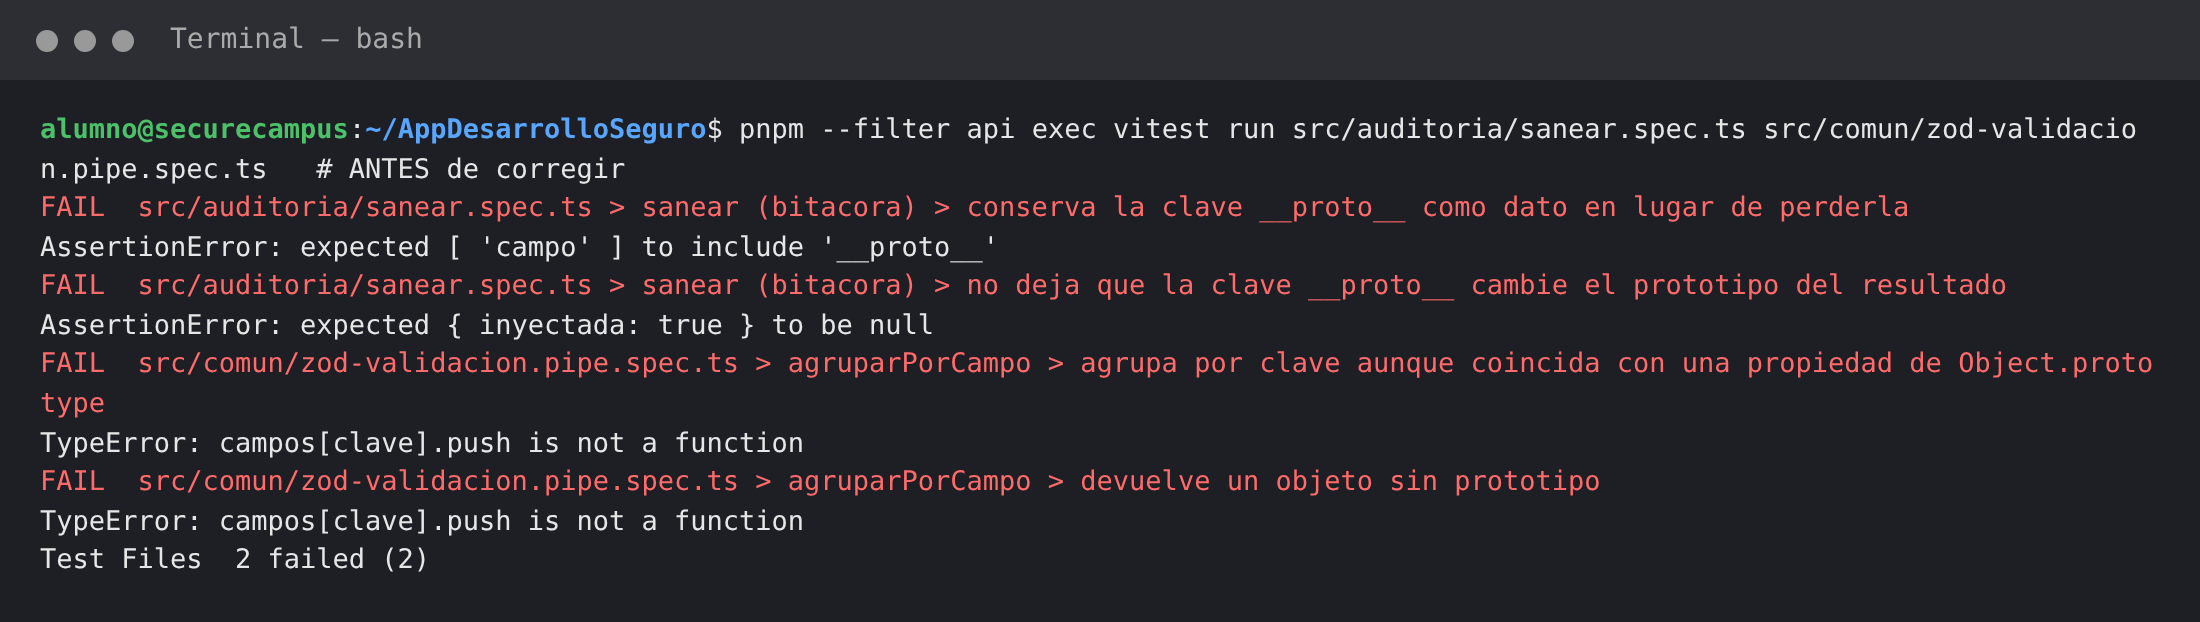 Terminal — bash
alumno@securecampus:~/AppDesarrolloSeguro$ pnpm --filter api exec vitest run src/auditoria/sanear.spec.ts src/comun/zod-validacio
n.pipe.spec.ts   # ANTES de corregir
FAIL  src/auditoria/sanear.spec.ts > sanear (bitacora) > conserva la clave __proto__ como dato en lugar de perderla
AssertionError: expected [ 'campo' ] to include '__proto__'
FAIL  src/auditoria/sanear.spec.ts > sanear (bitacora) > no deja que la clave __proto__ cambie el prototipo del resultado
AssertionError: expected { inyectada: true } to be null
FAIL  src/comun/zod-validacion.pipe.spec.ts > agruparPorCampo > agrupa por clave aunque coincida con una propiedad de Object.proto
type
TypeError: campos[clave].push is not a function
FAIL  src/comun/zod-validacion.pipe.spec.ts > agruparPorCampo > devuelve un objeto sin prototipo
TypeError: campos[clave].push is not a function
Test Files  2 failed (2)